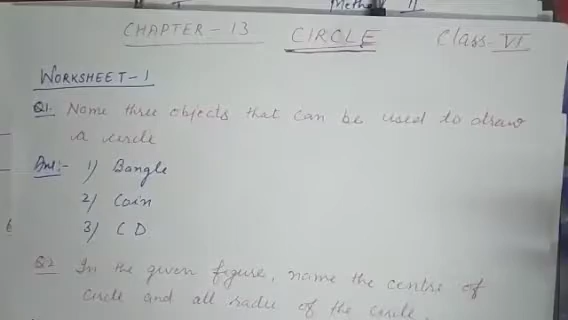 CHAPTER - 13 CIRCLE Class - VI
WORKSHEET - 1
Q1. Name three objects that can be used to draw
a circle
Ans:- 1) Bangle
2) Coin
3) CD
Q2. In the given figure, name the centre of
circle and all radii of the circle.